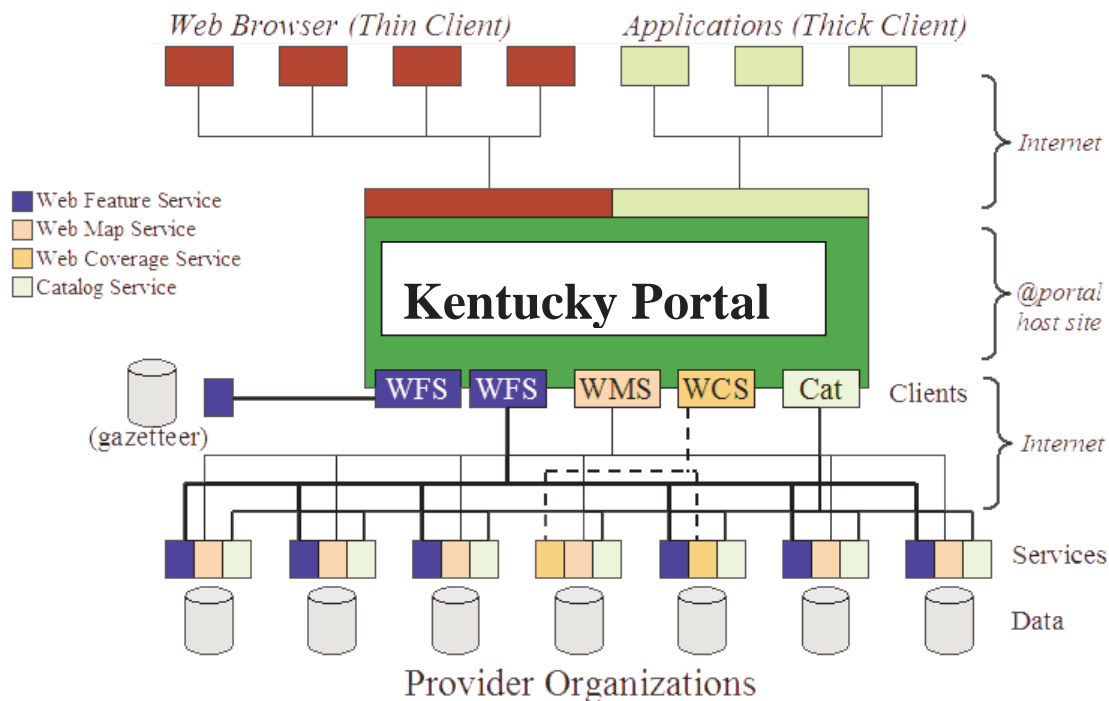 Web Browser (Thin Client)
Applications (Thick Client)
Internet
Web Feature Service
Web Map Service
Web Coverage Service
Catalog Service
Kentucky Portal
@portal
host site
WFS
WFS
WMS
WCS
Cat
Clients
(gazetteer)
Internet
Services
Data
Provider Organizations